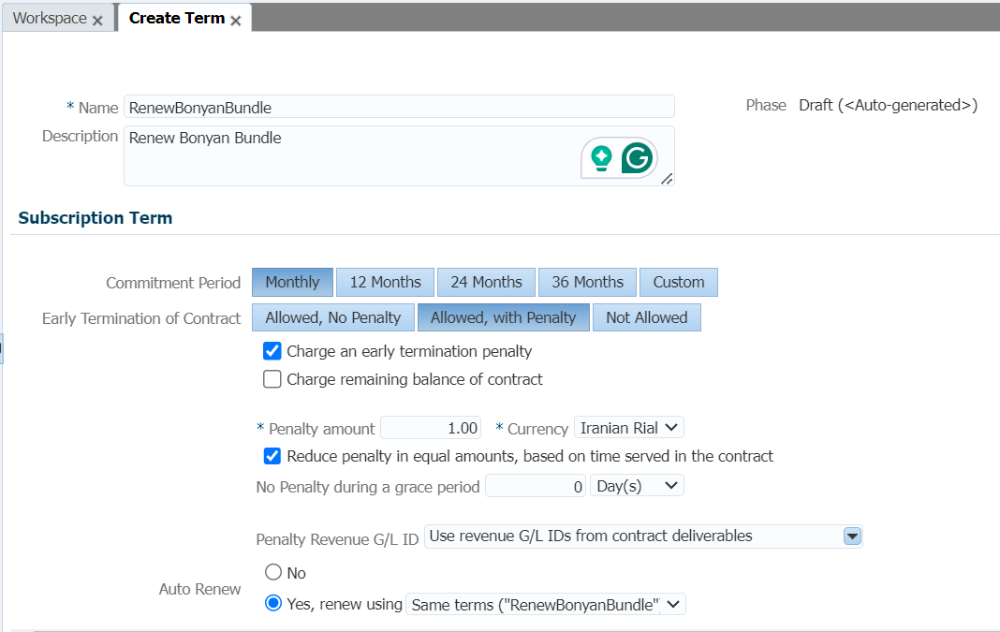 Workspace
Create Term
* Name RenewBonyanBundle
Phase Draft (<Auto-generated>)
Description Renew Bonyan Bundle
Subscription Term
Commitment Period Monthly 12 Months 24 Months 36 Months Custom
Early Termination of Contract Allowed, No Penalty Allowed, with Penalty Not Allowed
Charge an early termination penalty
Charge remaining balance of contract
* Penalty amount 1.00 * Currency Iranian Rial
Reduce penalty in equal amounts, based on time served in the contract
No Penalty during a grace period 0 Day(s)
Penalty Revenue G/L ID Use revenue G/L IDs from contract deliverables
Auto Renew
No
Yes, renew using Same terms ("RenewBonyanBundle"